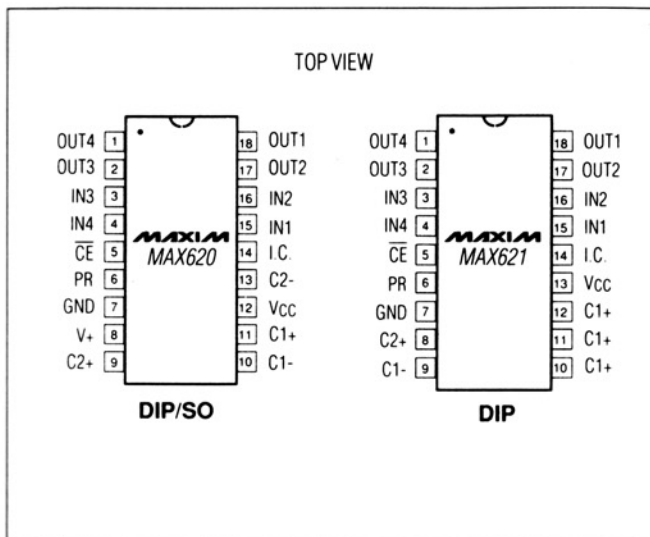 TOP VIEW
OUT4 1 18 OUT1
OUT3 2 17 OUT2
IN3 3 16 IN2
IN4 4 15 IN1
C̅E̅ 5 14 I.C.
PR 6 13 C2-
GND 7 12 VCC
V+ 8 11 C1+
C2+ 9 10 C1-
MAXIM
MAX620
DIP/SO
OUT4 1 18 OUT1
OUT3 2 17 OUT2
IN3 3 16 IN2
IN4 4 15 IN1
C̅E̅ 5 14 I.C.
PR 6 13 VCC
GND 7 12 C1+
C2+ 8 11 C1+
C1- 9 10 C1+
MAXIM
MAX621
DIP